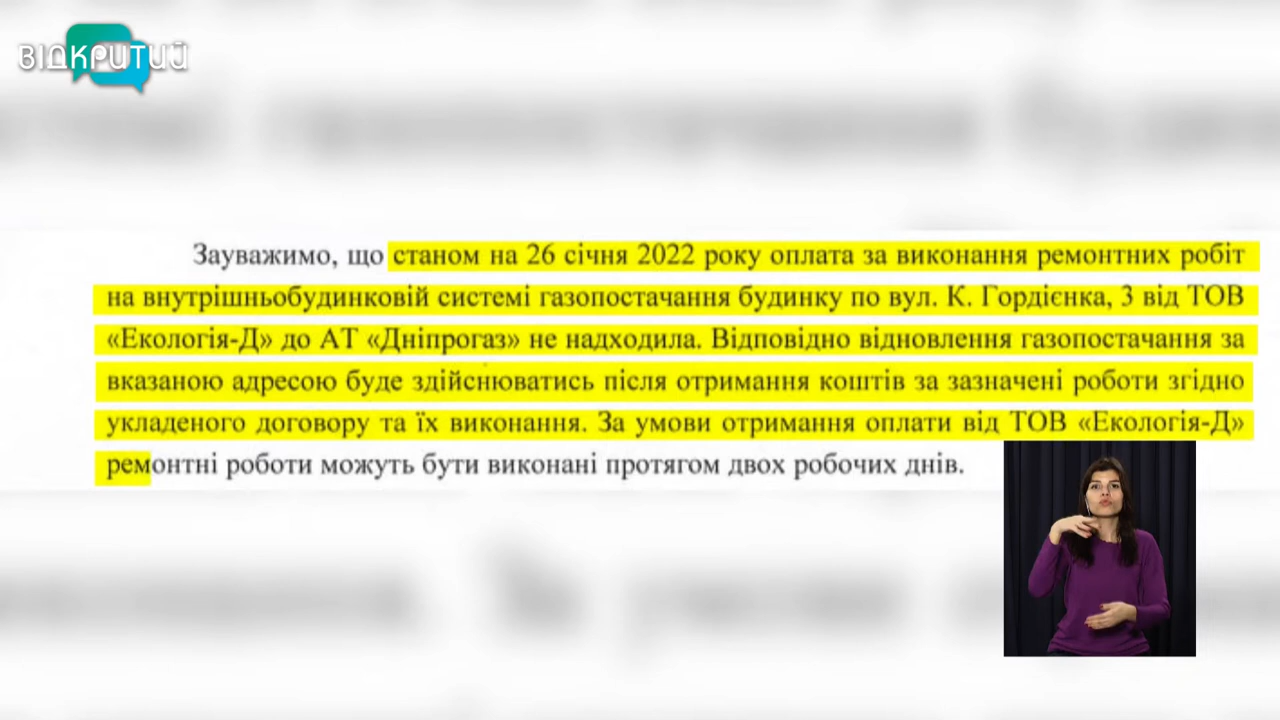 ВІДКРИТИЙ
Зауважимо, що станом на 26 січня 2022 року оплата за виконання ремонтних робіт
на внутрішньобудинковій системі газопостачання будинку по вул. К. Гордієнка, 3 від ТОВ
«Екологія-Д» до АТ «Дніпрогаз» не надходила. Відповідно відновлення газопостачання за
вказаною адресою буде здійснюватись після отримання коштів за зазначені роботи згідно
укладеного договору та їх виконання. За умови отримання оплати від ТОВ «Екологія-Д»
ремонтні роботи можуть бути виконані протягом двох робочих днів.